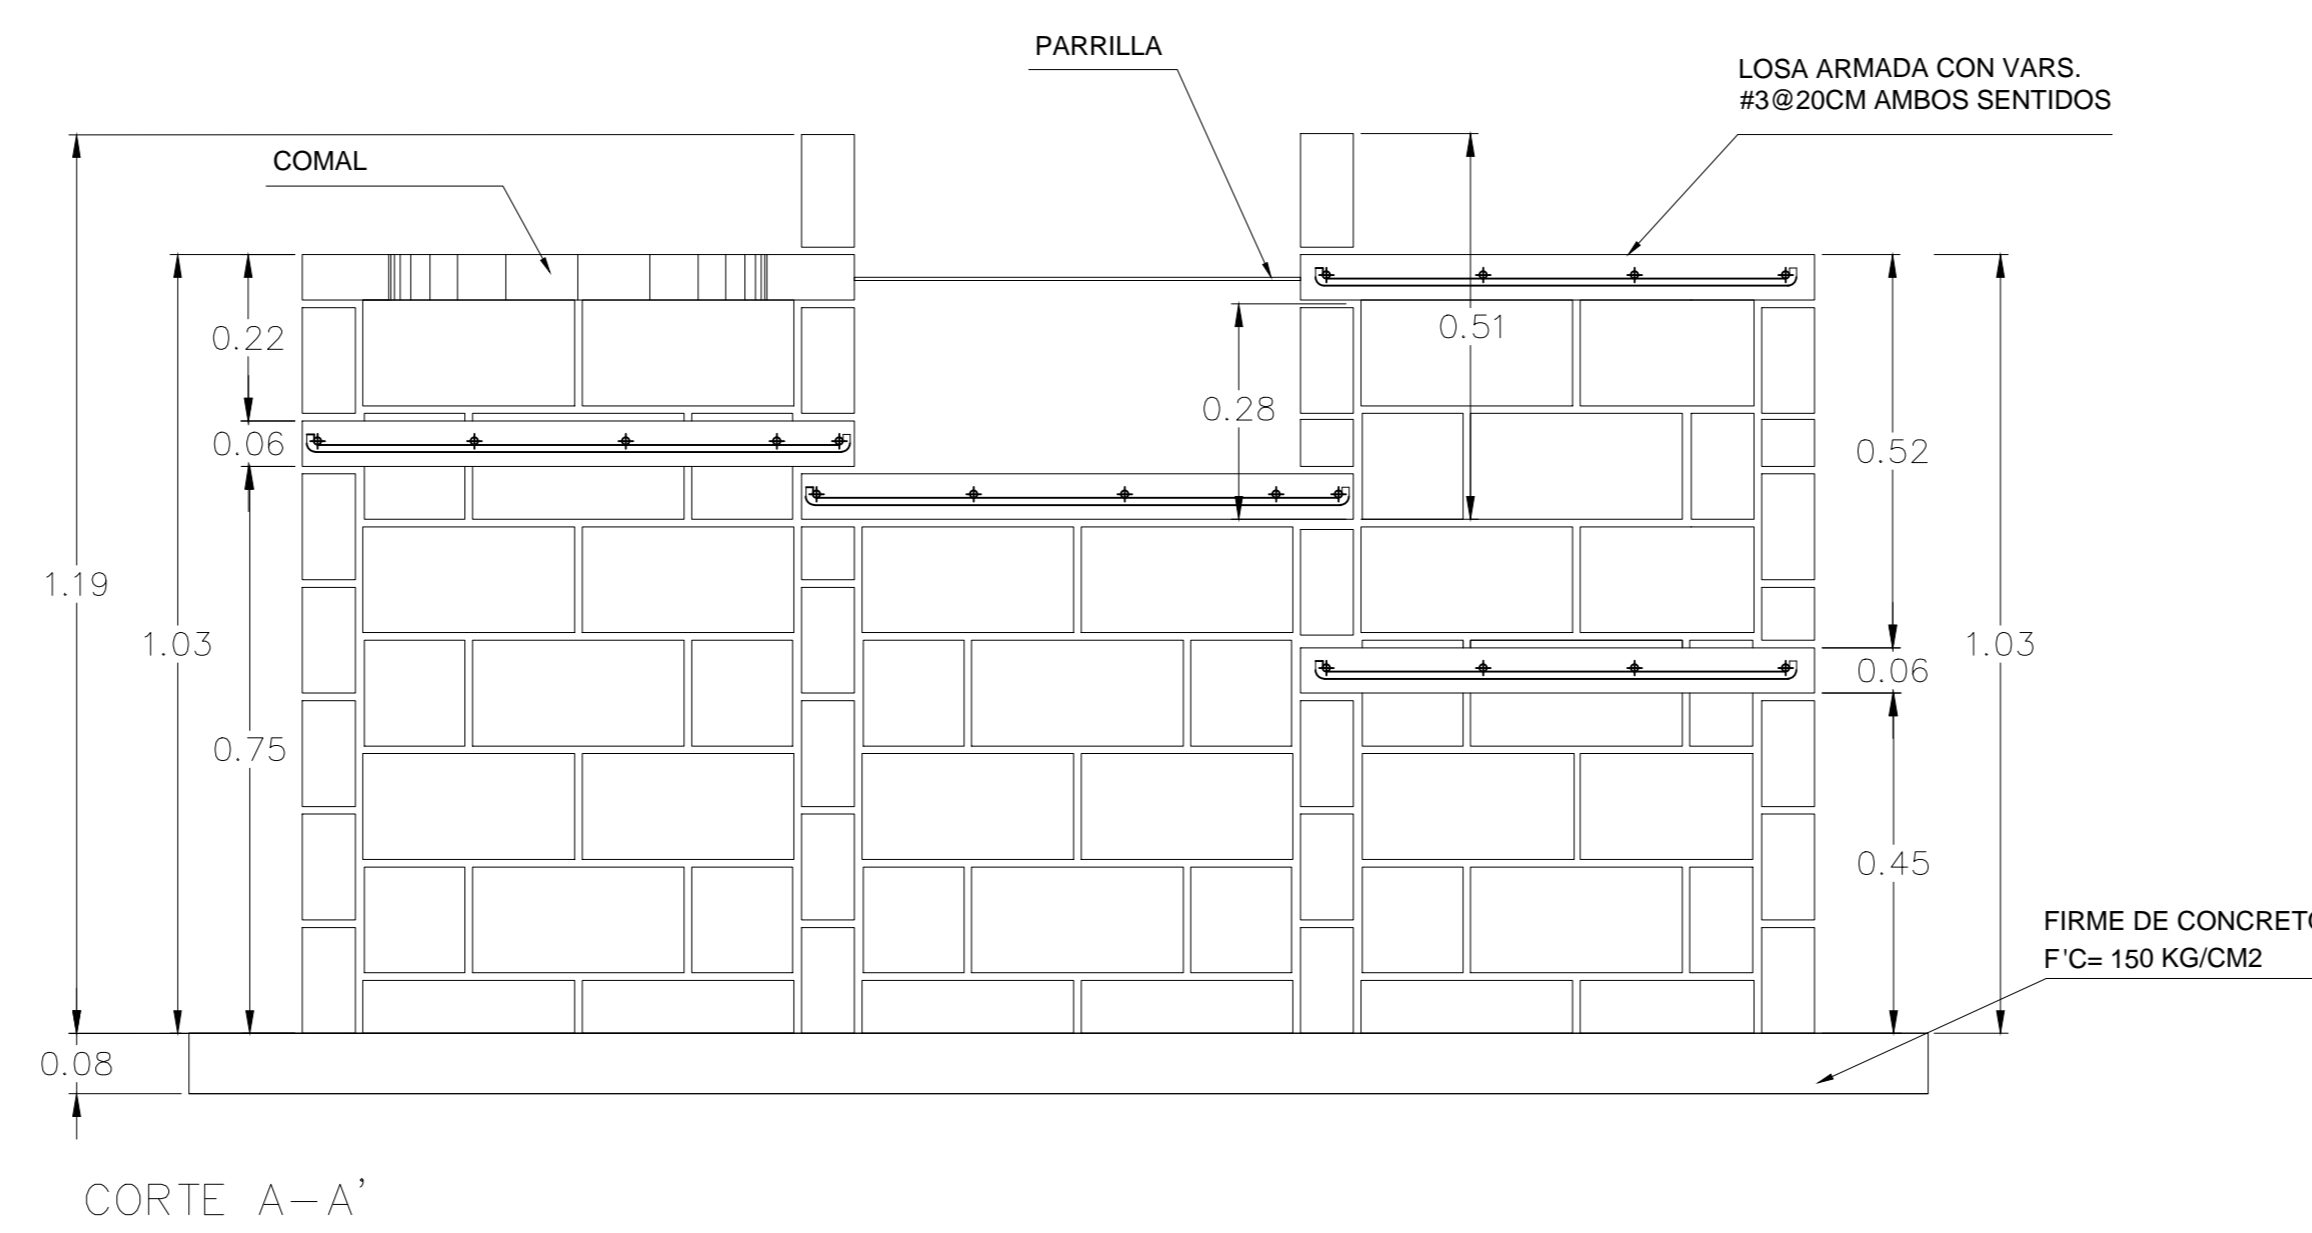 PARRILLA
LOSA ARMADA CON VARS.
#3@20CM AMBOS SENTIDOS
COMAL
0.22
0.51
0.28
0.06
0.52
1.19
1.03
1.03
0.06
0.75
0.45
FIRME DE CONCRETO
F'C= 150 KG/CM2
0.08
CORTE A-A'